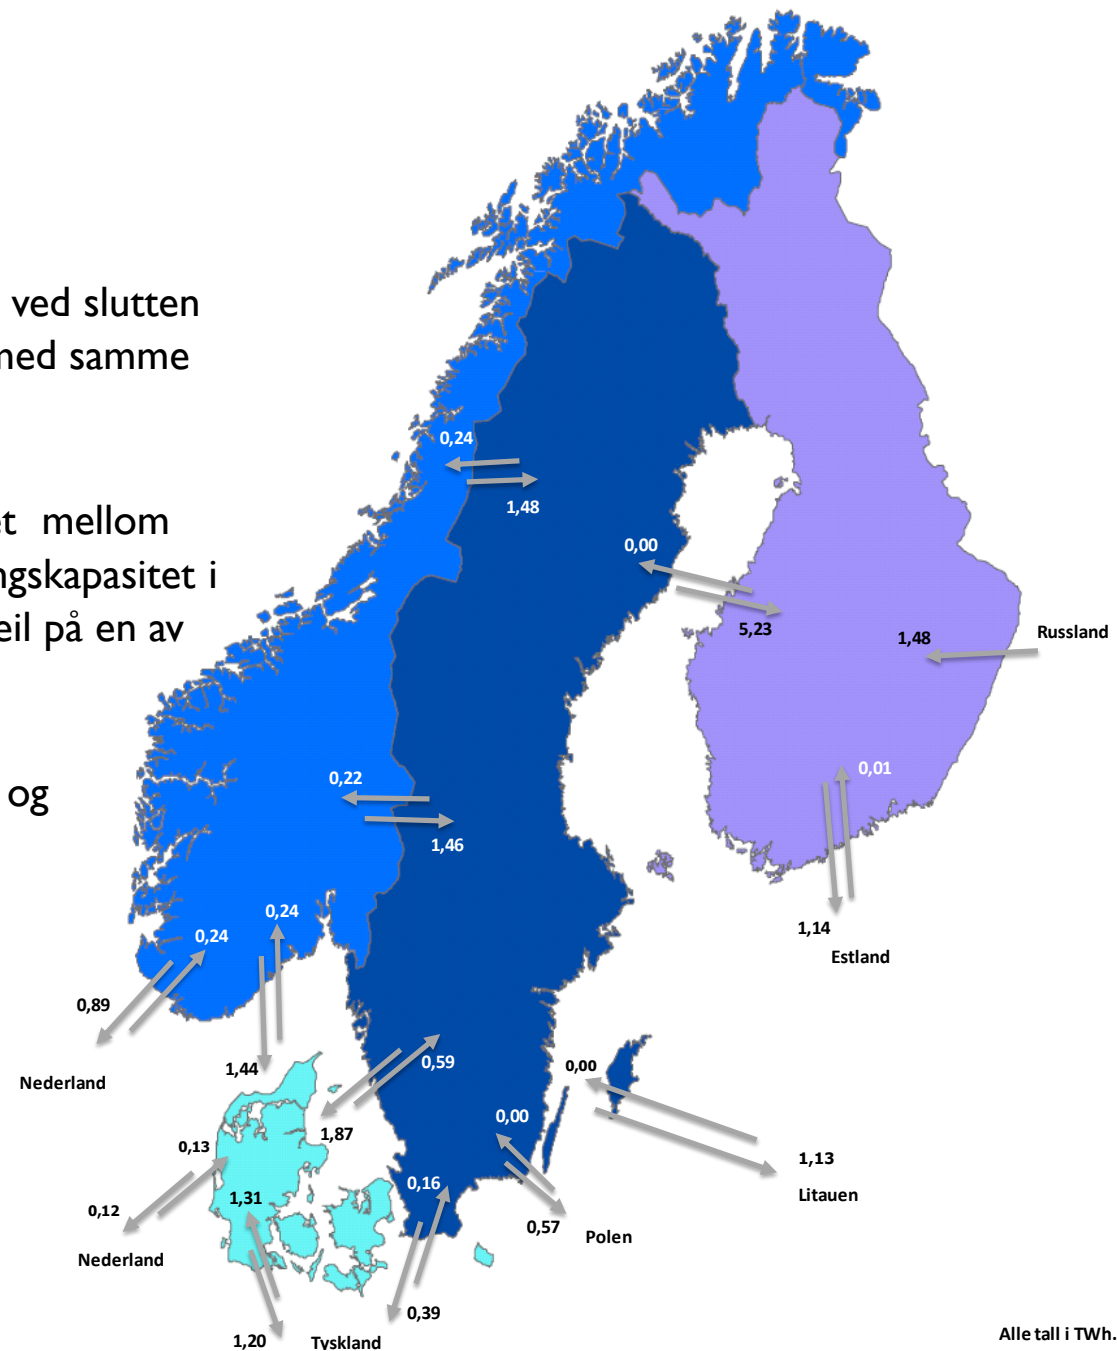 ved slutten
med samme
et mellom
ngskapasitet i
eil på en av
og
0,24
1,48
0,00
5,23
1,48
Russland
0,22
1,46
0,01
1,14
Estland
0,24
0,24
0,89
Nederland
1,44
0,59
1,87
0,00
0,00
1,13
Litauen
0,13
0,12
Nederland
1,31
0,16
0,57
Polen
0,39
1,20
Tyskland
Alle tall i TWh.